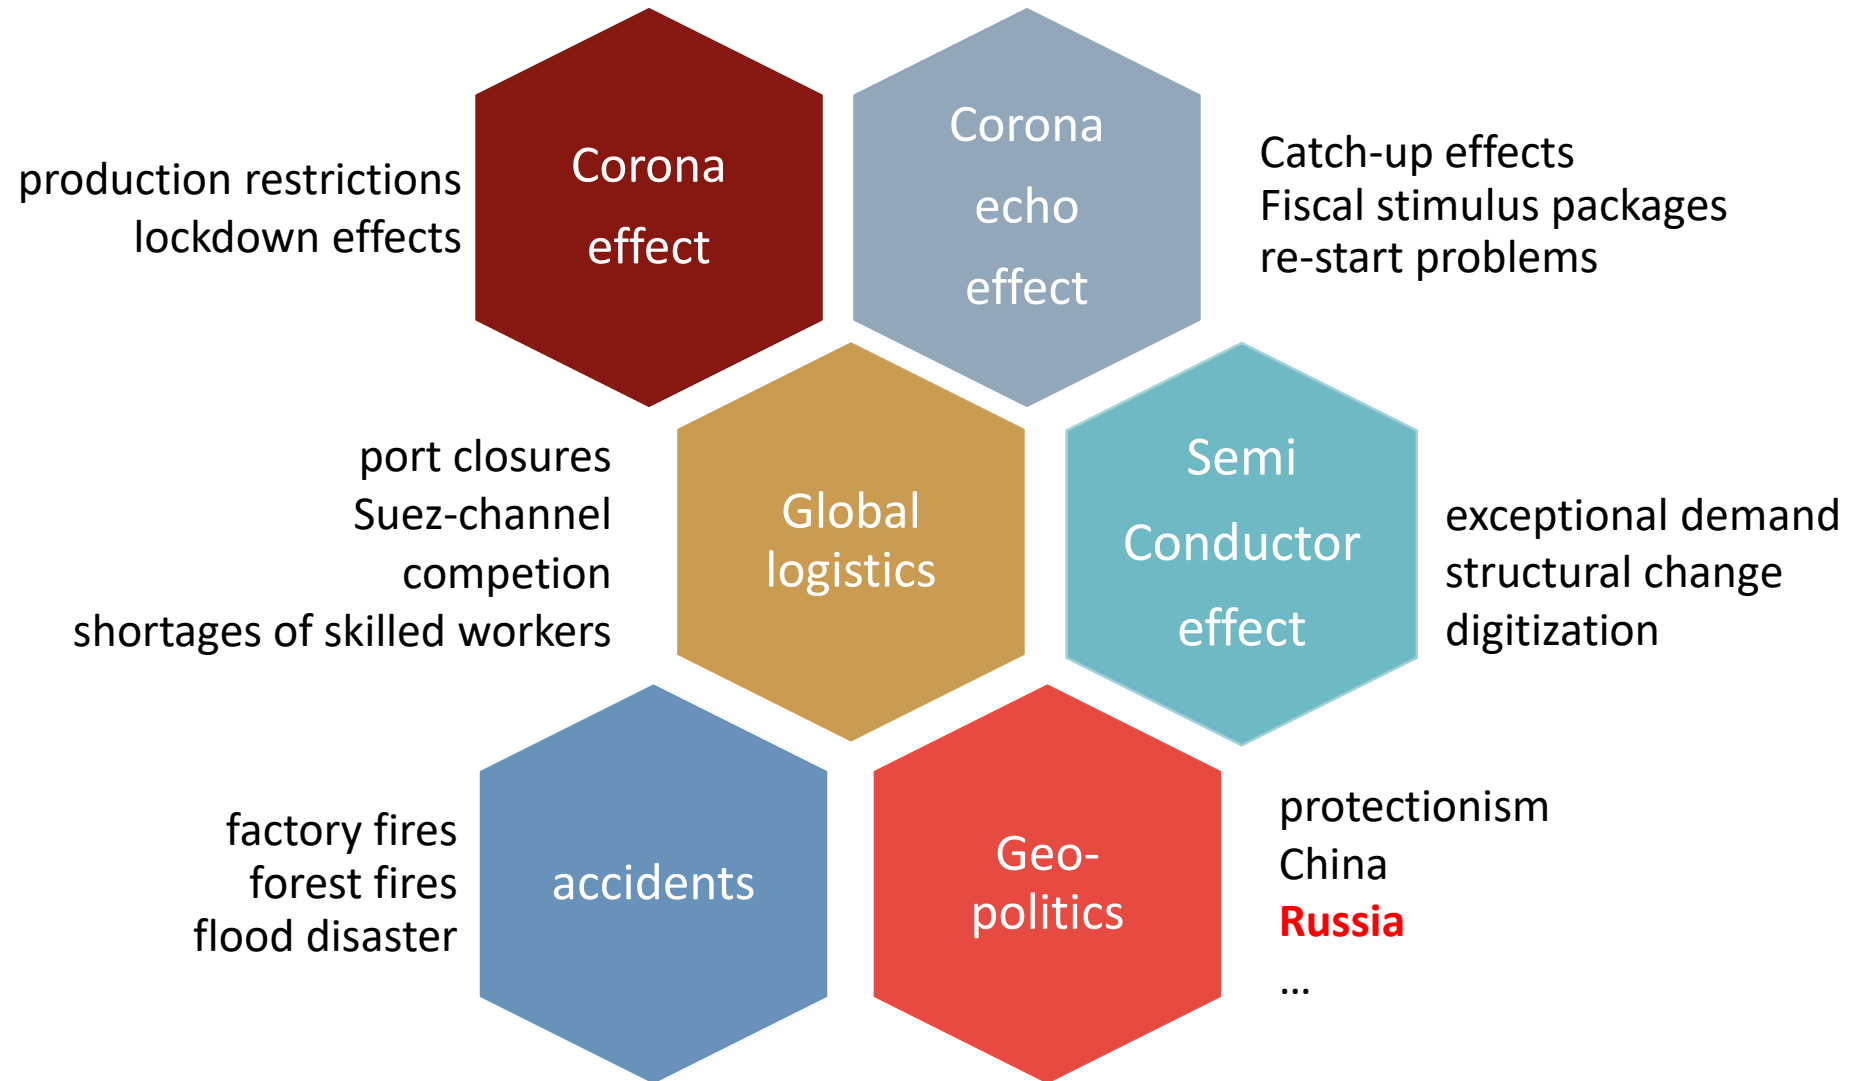 production restrictions
lockdown effects
Corona
effect
Corona
echo
effect
Catch-up effects
Fiscal stimulus packages
re-start problems
port closures
Suez-channel
competion
shortages of skilled workers
Global
logistics
Semi
Conductor
effect
exceptional demand
structural change
digitization
factory fires
forest fires
flood disaster
accidents
Geo-
politics
protectionism
China
Russia
...